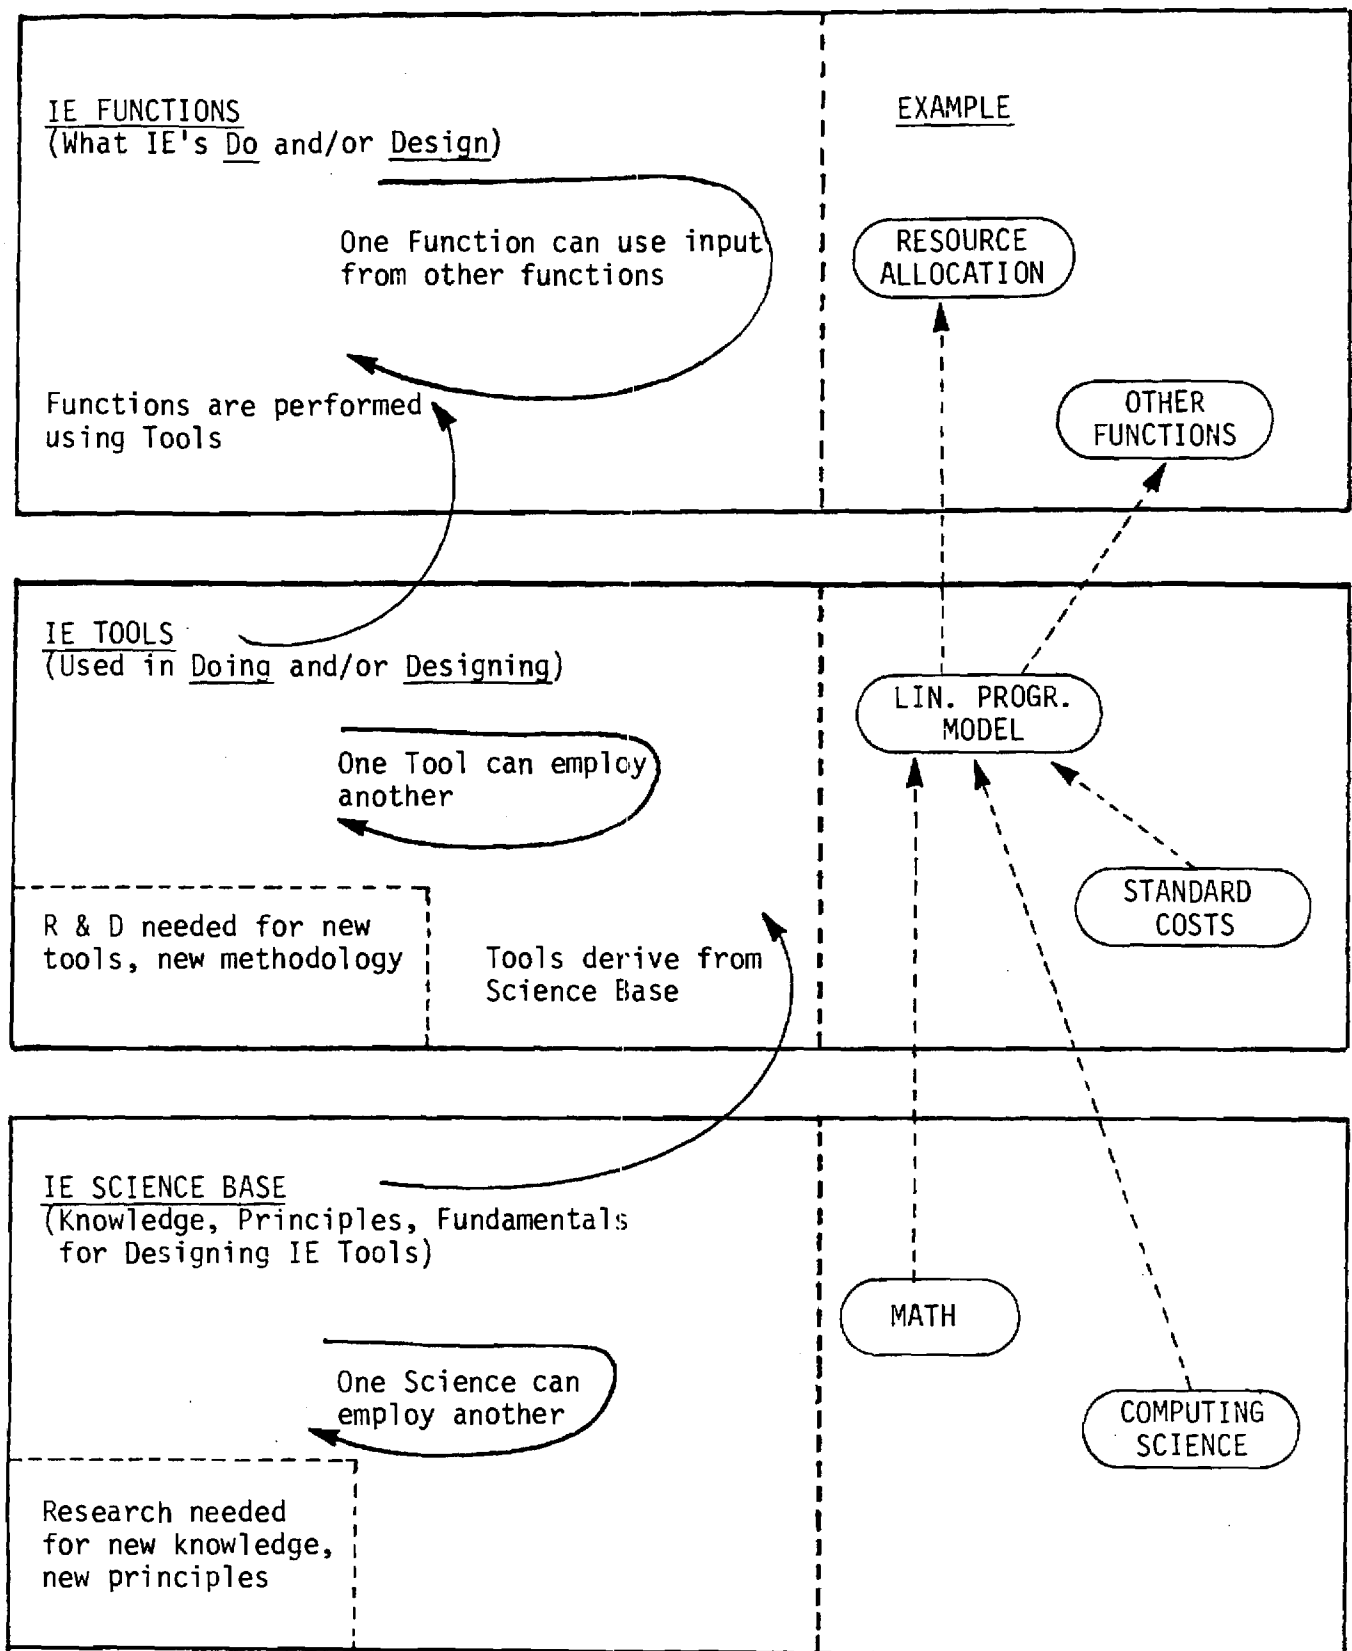 IE FUNCTIONS
(What IE's Do and/or Design)
One Function can use input
from other functions
Functions are performed
using Tools
EXAMPLE
RESOURCE
ALLOCATION
OTHER
FUNCTIONS
IE TOOLS
(Used in Doing and/or Designing)
One Tool can employ
another
R & D needed for new
tools, new methodology
Tools derive from
Science Base
LIN. PROGR.
MODEL
STANDARD
COSTS
IE SCIENCE BASE
(Knowledge, Principles, Fundamentals
for Designing IE Tools)
One Science can
employ another
Research needed
for new knowledge,
new principles
MATH
COMPUTING
SCIENCE